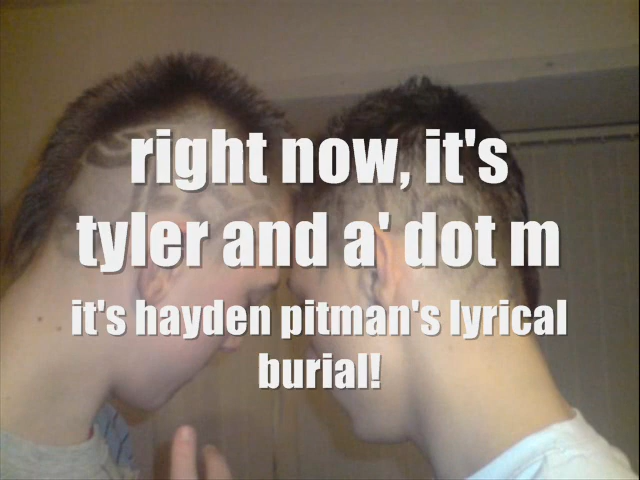 right now, it's
tyler and a' dot m
it's hayden pitman's lyrical
burial!